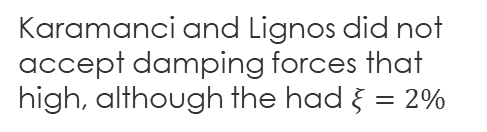 Karamanci and Lignos did not
accept damping forces that
high, although the had ξ = 2%